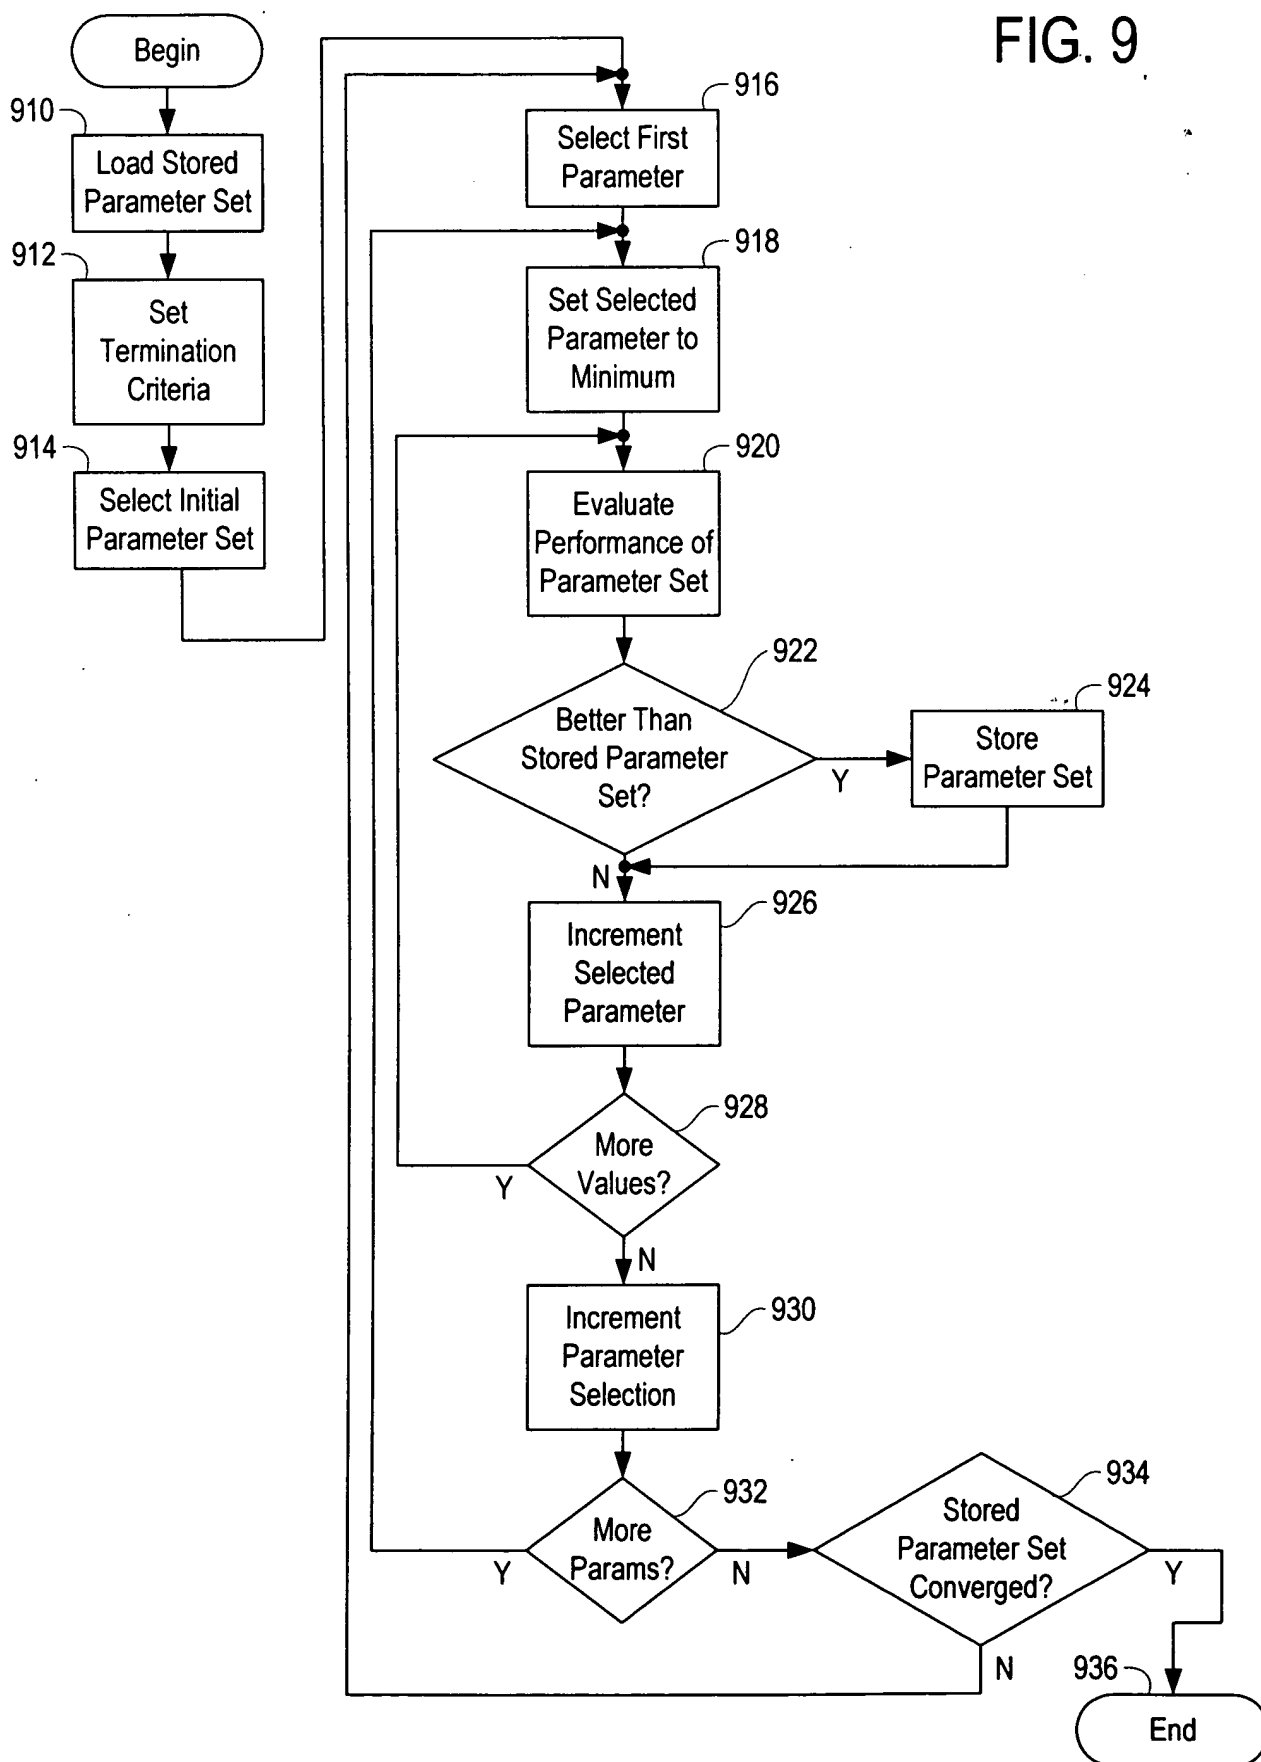 FIG. 9
Begin
910
Load Stored
Parameter Set
912
Set
Termination
Criteria
914
Select Initial
Parameter Set
916
Select First
Parameter
918
Set Selected
Parameter to
Minimum
920
Evaluate
Performance of
Parameter Set
922
Better Than
Stored Parameter
Set?
Y
924
Store
Parameter Set
N
926
Increment
Selected
Parameter
928
More
Values?
Y
N
930
Increment
Parameter
Selection
932
More
Params?
Y
N
934
Stored
Parameter Set
Converged?
Y
N
936
End